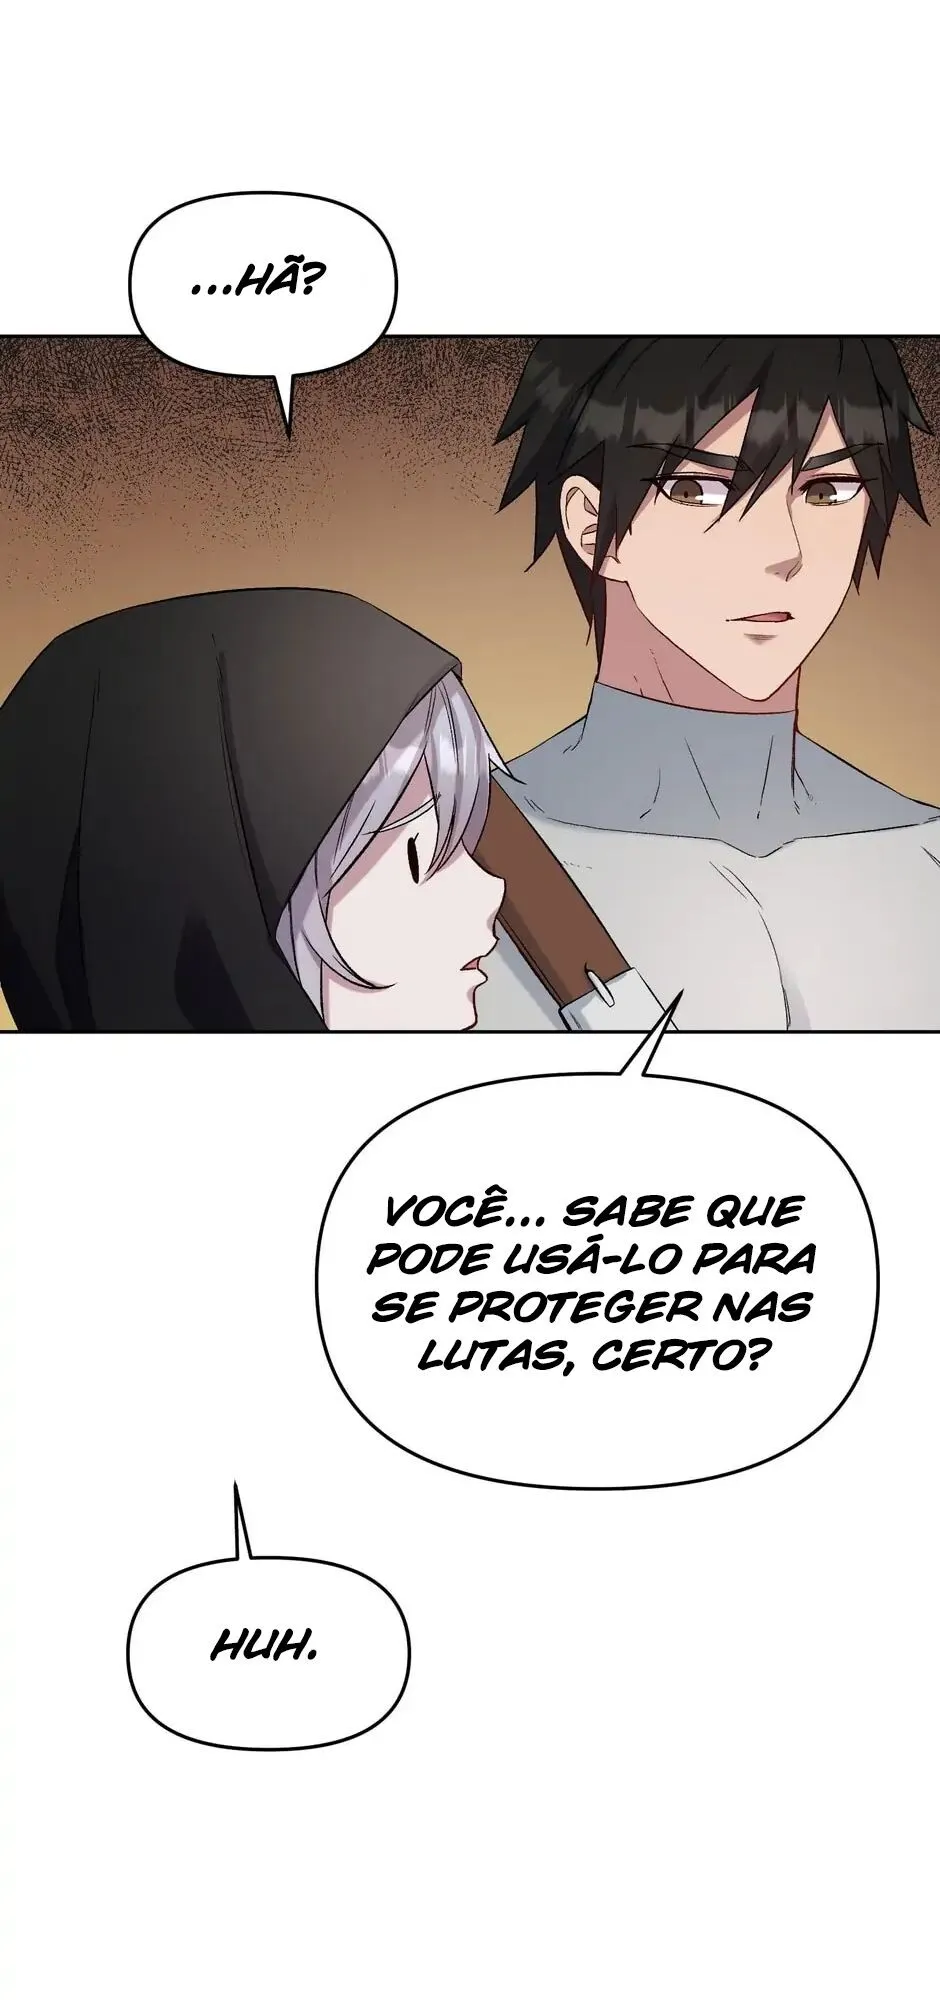 ...HÃ?
VOCÊ... SABE QUE
PODE USÁ-LO PARA
SE PROTEGER NAS
LUTAS, CERTO?
HUH.